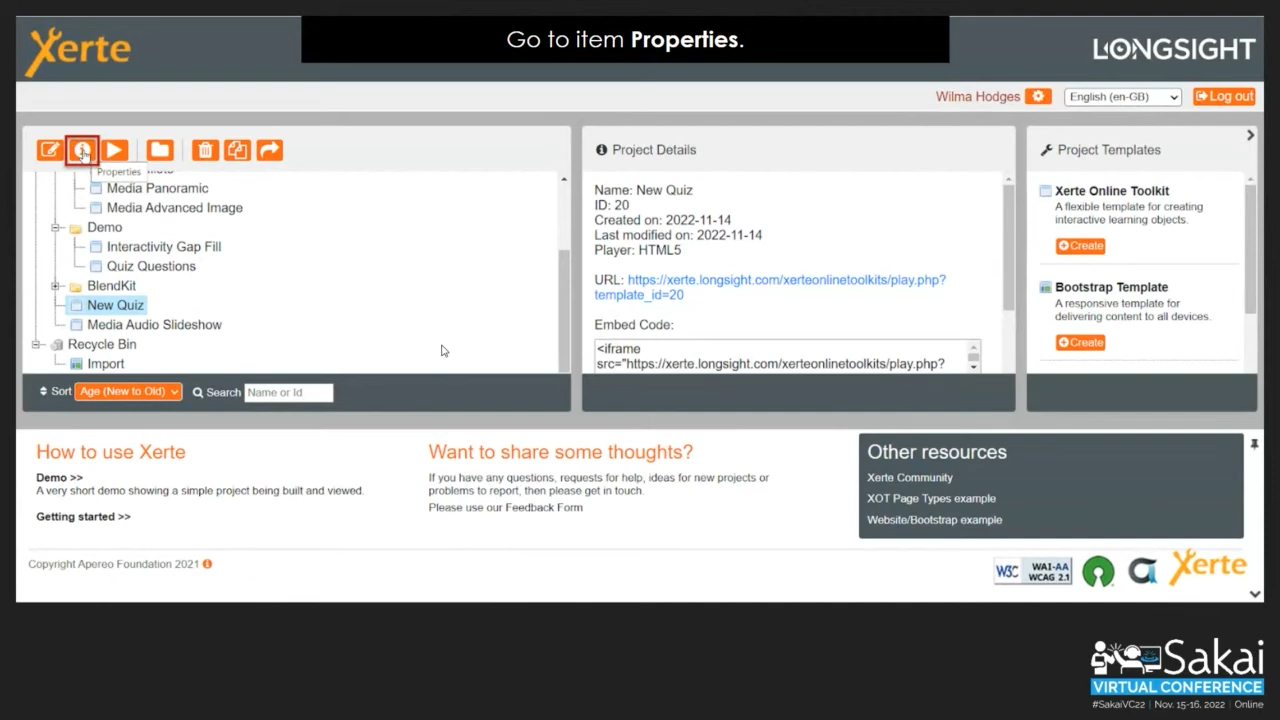 Go to item Properties.
Xerte
LONGSIGHT
Wilma Hodges
English (en-GB)
Log out
Properties
Media Panoramic
Media Advanced Image
Demo
Interactivity Gap Fill
Quiz Questions
BlendKit
New Quiz
Media Audio Slideshow
Recycle Bin
Import
Sort Age (New to Old) Search Name or Id
Project Details
Name: New Quiz
ID: 20
Created on: 2022-11-14
Last modified on: 2022-11-14
Player: HTML5
URL: https://xerte.longsight.com/xerteonlinetoolkits/play.php?
template_id=20
Embed Code:
<iframe
src="https://xerte.longsight.com/xerteonlinetoolkits/play.php?
Project Templates
Xerte Online Toolkit
A flexible template for creating
interactive learning objects.
Create
Bootstrap Template
A responsive template for
delivering content to all devices.
Create
How to use Xerte
Demo >>
A very short demo showing a simple project being built and viewed.
Getting started >>
Want to share some thoughts?
If you have any questions, requests for help, ideas for new projects or
problems to report, then please get in touch.
Please use our Feedback Form
Other resources
Xerte Community
XOT Page Types example
Website/Bootstrap example
Copyright Apereo Foundation 2021
W3C WAI-AA
WCAG 2.1
Xerte
Sakai
VIRTUAL CONFERENCE
#SakaiVC22 | Nov. 15-16, 2022 | Online